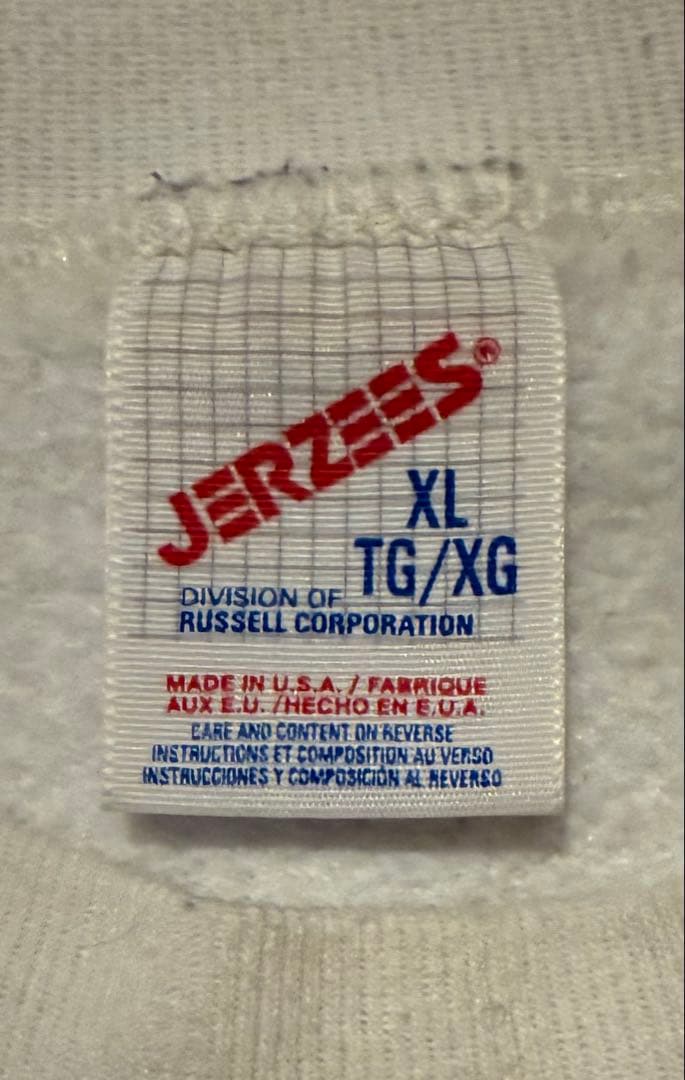 JERZEES®
XL
TG/XG
DIVISION OF
RUSSELL CORPORATION
MADE IN U.S.A. / FABRIQUE
AUX E.U. /HECHO EN E.U.A.
CARE AND CONTENT ON REVERSE
INSTRUCTIONS ET COMPOSITION AU VERSO
INSTRUCCIONES Y COMPOSICIÓN AL REVERSO